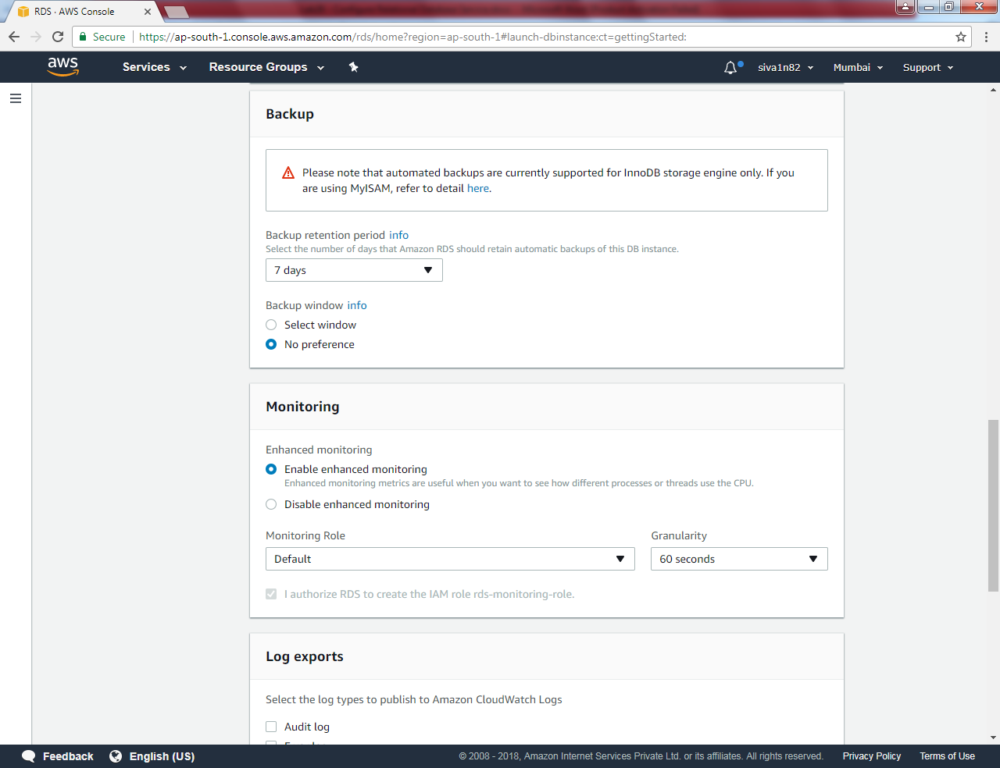 RDS · AWS Console
Secure
https://ap-south-1.console.aws.amazon.com/rds/home?region=ap-south-1#launch-dbinstance:ct=gettingStarted:
aws
Services
Resource Groups
siva1n82
Mumbai
Support
Backup
Please note that automated backups are currently supported for InnoDB storage engine only. If you
are using MyISAM, refer to detail here.
Backup retention period info
Select the number of days that Amazon RDS should retain automatic backups of this DB instance.
7 days
Backup window info
Select window
No preference
Monitoring
Enhanced monitoring
Enable enhanced monitoring
Enhanced monitoring metrics are useful when you want to see how different processes or threads use the CPU.
Disable enhanced monitoring
Monitoring Role
Granularity
Default
60 seconds
I authorize RDS to create the IAM role rds-monitoring-role.
Log exports
Select the log types to publish to Amazon CloudWatch Logs
Audit log
Feedback
English (US)
© 2008 - 2018, Amazon Internet Services Private Ltd. or its affiliates. All rights reserved.
Privacy Policy
Terms of Use